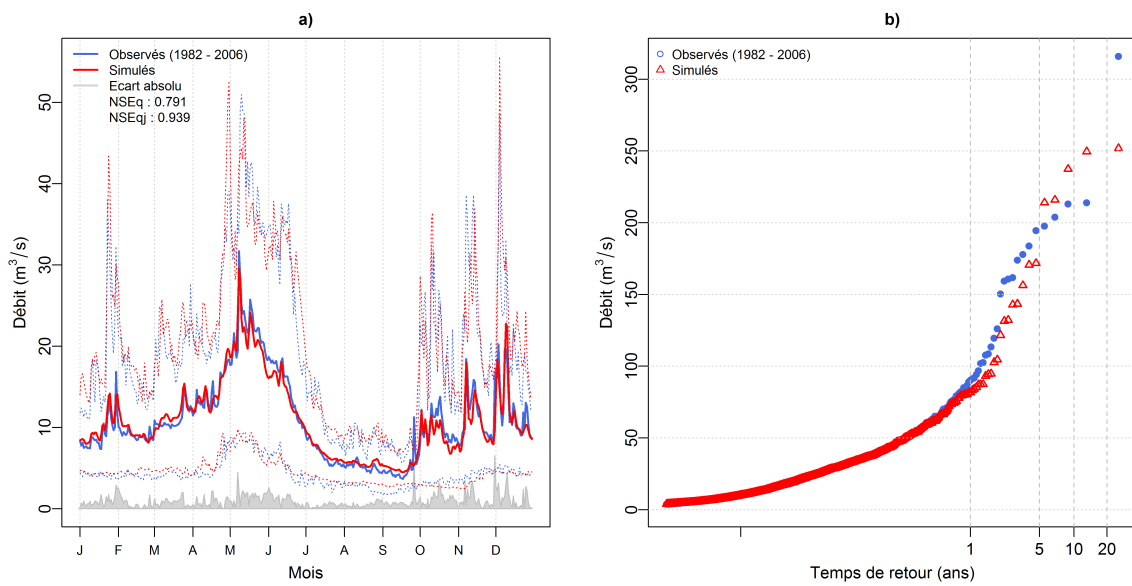 a)
Observés (1982 - 2006)
Simulés
Ecart absolu
NSEq : 0.791
NSEqj : 0.939
Débit (m³/s)
50
40
30
20
10
0
J F M A M J J A S O N D
Mois
b)
Observés (1982 - 2006)
Simulés
Débit (m³/s)
300
250
200
150
100
50
0
1 5 10 20
Temps de retour (ans)